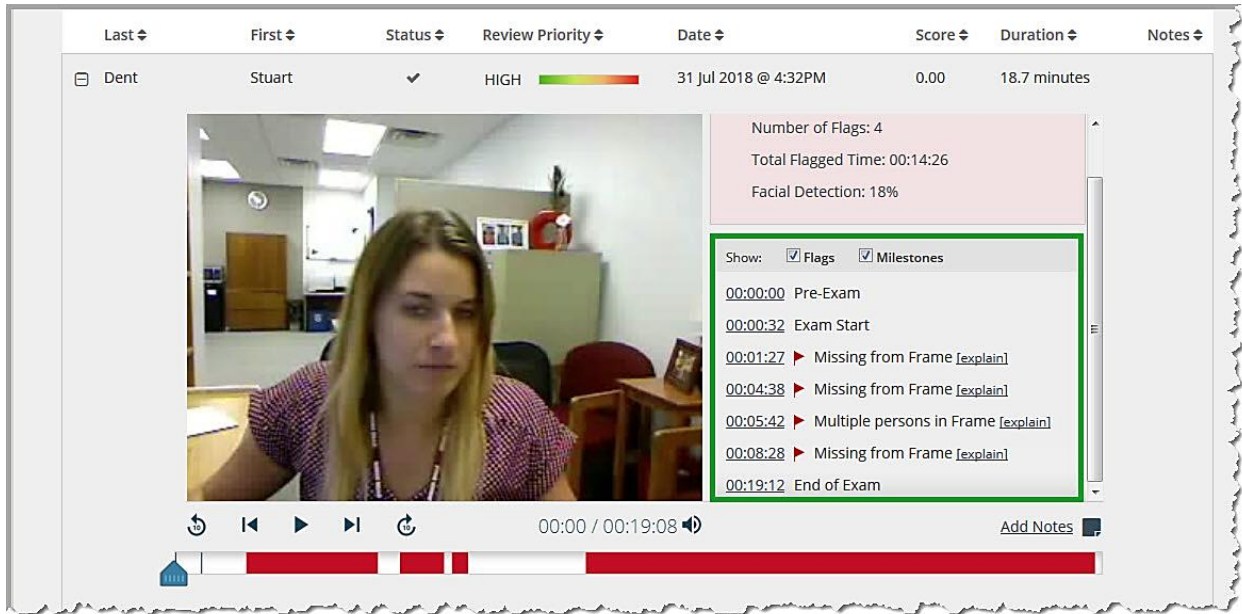 Last First Status Review Priority Date Score Duration Notes
Dent Stuart HIGH 31 Jul 2018 @ 4:32PM 0.00 18.7 minutes
Number of Flags: 4
Total Flagged Time: 00:14:26
Facial Detection: 18%
Show: Flags Milestones
00:00:00 Pre-Exam
00:00:32 Exam Start
00:01:27 Missing from Frame [explain]
00:04:38 Missing from Frame [explain]
00:05:42 Multiple persons in Frame [explain]
00:08:28 Missing from Frame [explain]
00:19:12 End of Exam
10 10 00:00 / 00:19:08 Add Notes